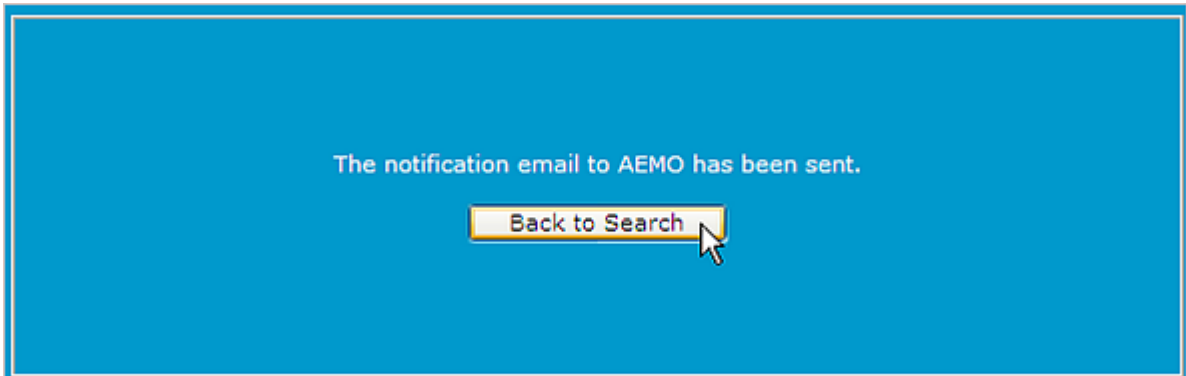 The notification email to AEMO has been sent.
Back to Search